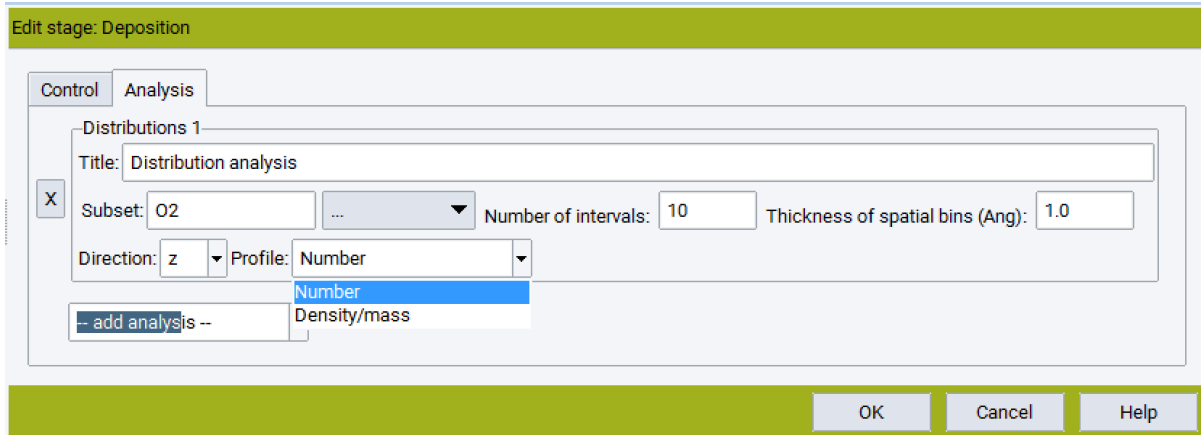 Edit stage: Deposition
Control Analysis
Distributions 1
Title: Distribution analysis
X
Subset: O2 ... Number of intervals: 10 Thickness of spatial bins (Ang): 1.0
Direction: z Profile: Number
Number
Density/mass
-- add analysis --
OK Cancel Help